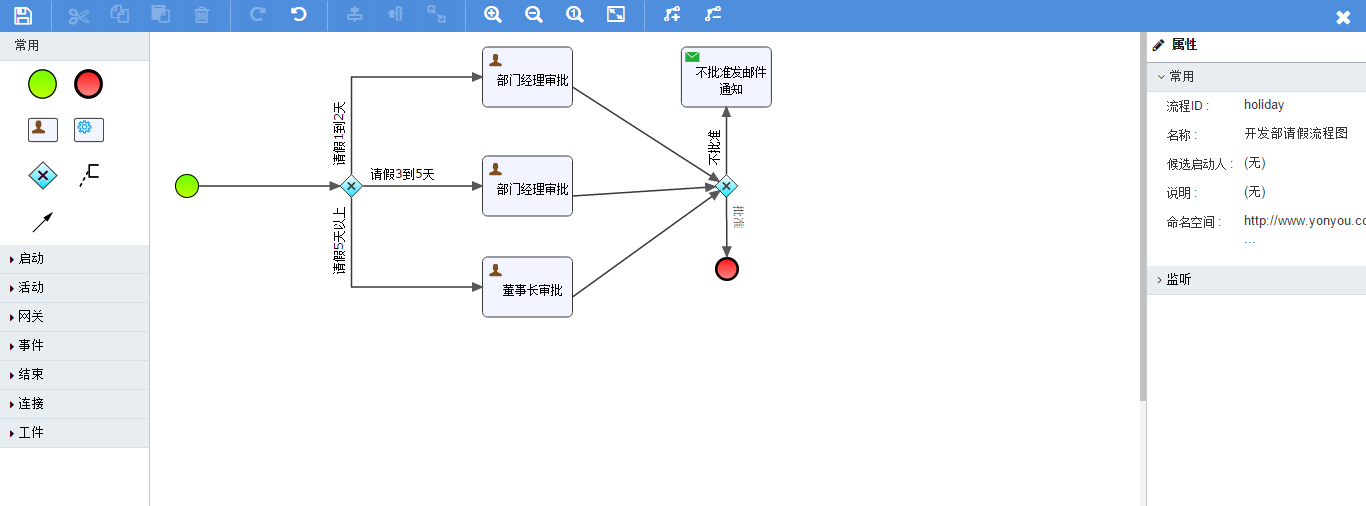 常用
启动
活动
网关
事件
结束
连接
工件
请假1到2天
请假3到5天
请假5天以上
部门经理审批
部门经理审批
董事长审批
不批准发邮件
通知
不批准
批准
属性
常用
流程ID :
holiday
名称 :
开发部请假流程图
候选启动人 :
(无)
说明 :
(无)
命名空间 :
http://www.yonyou.co
...
监听